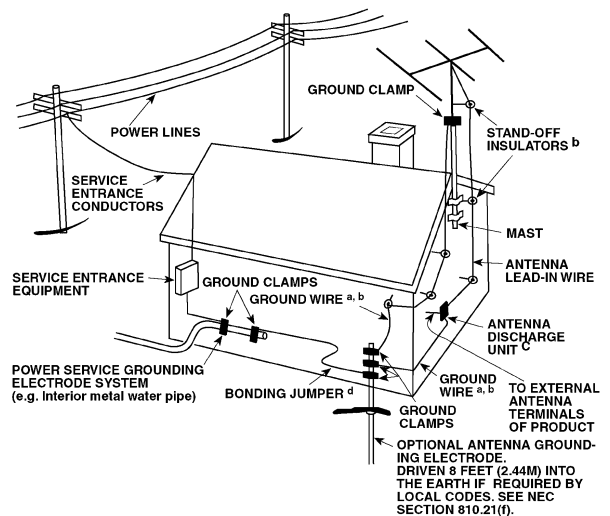 GROUND CLAMP
POWER LINES
STAND-OFF
INSULATORS b
SERVICE
ENTRANCE
CONDUCTORS
MAST
ANTENNA
LEAD-IN WIRE
SERVICE ENTRANCE
EQUIPMENT
GROUND CLAMPS
GROUND WIRE a, b
ANTENNA
DISCHARGE
UNIT C
POWER SERVICE GROUNDING
ELECTRODE SYSTEM
(e.g. Interior metal water pipe)
BONDING JUMPER d
GROUND
WIRE a, b
GROUND
CLAMPS
TO EXTERNAL
ANTENNA
TERMINALS
OF PRODUCT
OPTIONAL ANTENNA GROUND-
ING ELECTRODE.
DRIVEN 8 FEET (2.44M) INTO
THE EARTH IF REQUIRED BY
LOCAL CODES. SEE NEC
SECTION 810.21(f).